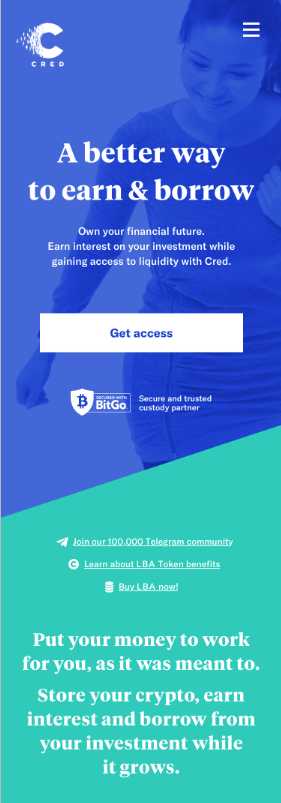 C
CRED
A better way
to earn & borrow
Own your financial future.
Earn interest on your investment while
gaining access to liquidity with Cred.
Get access
SECURED WITH
BitGo
Secure and trusted
custody partner
Join our 100,000 Telegram community
Learn about LBA Token benefits
Buy LBA now!
Put your money to work
for you, as it was meant to.
Store your crypto, earn
interest and borrow from
your investment while
it grows.